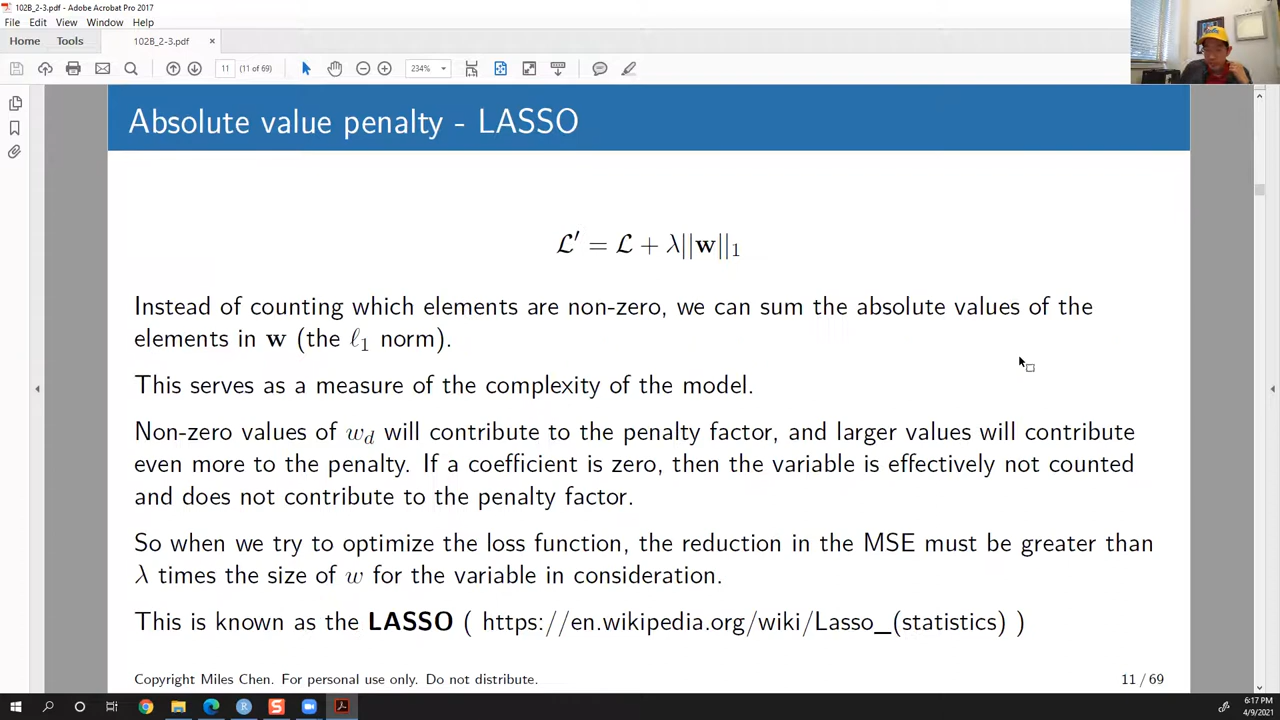 102B_2-3.pdf - Adobe Acrobat Pro 2017
File Edit View Window Help
Home Tools 102B_2-3.pdf ×
11 (11 of 69) 234%
Absolute value penalty - LASSO
ℒ′ = ℒ + λ||w||₁
Instead of counting which elements are non-zero, we can sum the absolute values of the
elements in w (the ℓ₁ norm).
This serves as a measure of the complexity of the model.
Non-zero values of w_d will contribute to the penalty factor, and larger values will contribute
even more to the penalty. If a coefficient is zero, then the variable is effectively not counted
and does not contribute to the penalty factor.
So when we try to optimize the loss function, the reduction in the MSE must be greater than
λ times the size of w for the variable in consideration.
This is known as the LASSO ( https://en.wikipedia.org/wiki/Lasso_(statistics) )
Copyright Miles Chen. For personal use only. Do not distribute. 11 / 69
6:17 PM
4/9/2021